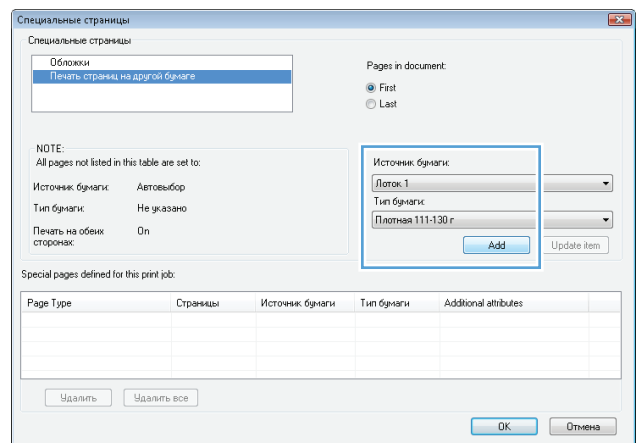 Специальные страницы
Специальные страницы
Обложки
Печать страниц на другой бумаге
Pages in document:
First
Last
NOTE:
All pages not listed in this table are set to:
Источник бумаги: Автовыбор
Тип бумаги: Не указано
Печать на обеих
сторонах: On
Источник бумаги:
Лоток 1
Тип бумаги:
Плотная 111-130 г
Add Update item
Special pages defined for this print job:
Page Type Страницы Источник бумаги Тип бумаги Additional attributes
Удалить Удалить все
OK Отмена